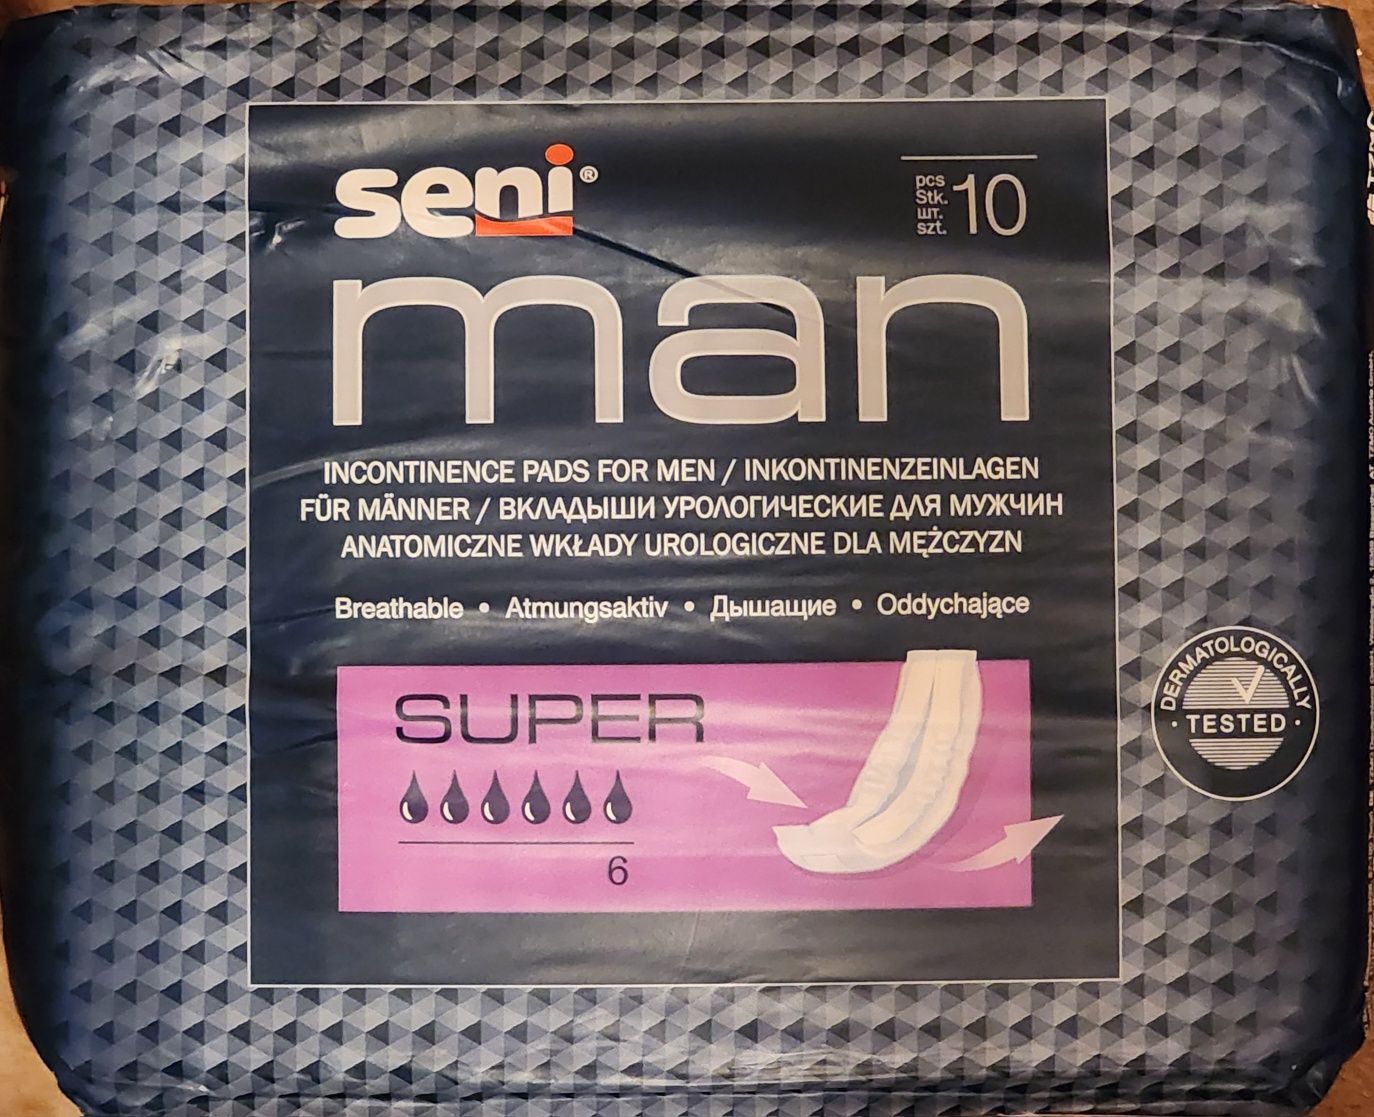 seni®
pcs
Stk.
шт.
szt.
10
man
INCONTINENCE PADS FOR MEN / INKONTINENZEINLAGEN
FÜR MÄNNER / ВКЛАДЫШИ УРОЛОГИЧЕСКИЕ ДЛЯ МУЖЧИН
ANATOMICZNE WKŁADY UROLOGICZNE DLA MĘŻCZYZN
Breathable • Atmungsaktiv • Дышащие • Oddychające
SUPER
6
DERMATOLOGICALLY
· TESTED ·